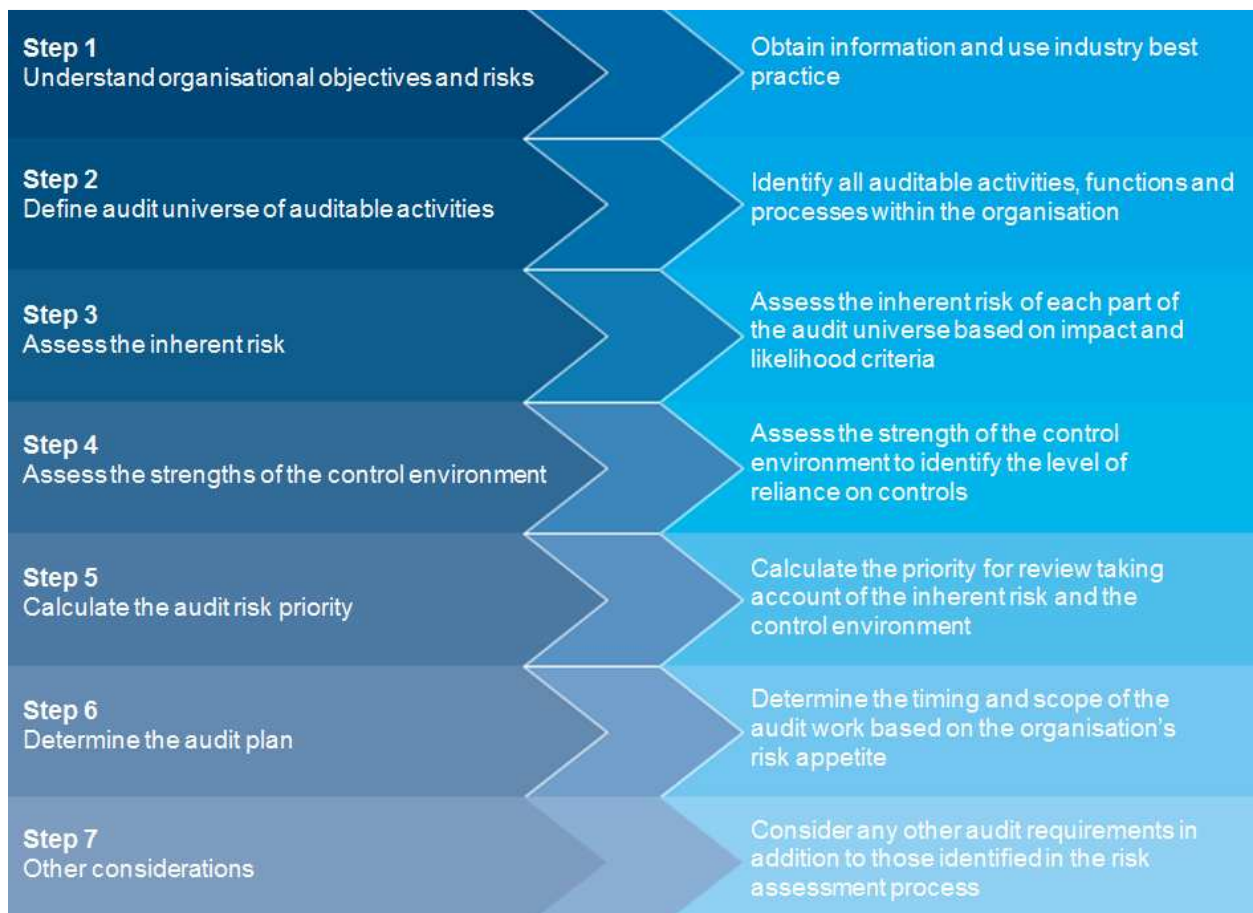 Step 1
Understand organisational objectives and risks
Obtain information and use industry best
practice
Step 2
Define audit universe of auditable activities
Identify all auditable activities, functions and
processes within the organisation
Step 3
Assess the inherent risk
Assess the inherent risk of each part of
the audit universe based on impact and
likelihood criteria
Step 4
Assess the strengths of the control environment
Assess the strength of the control
environment to identify the level of
reliance on controls
Step 5
Calculate the audit risk priority
Calculate the priority for review taking
account of the inherent risk and the
control environment
Step 6
Determine the audit plan
Determine the timing and scope of the
audit work based on the organisation's
risk appetite
Step 7
Other considerations
Consider any other audit requirements in
addition to those identified in the risk
assessment process